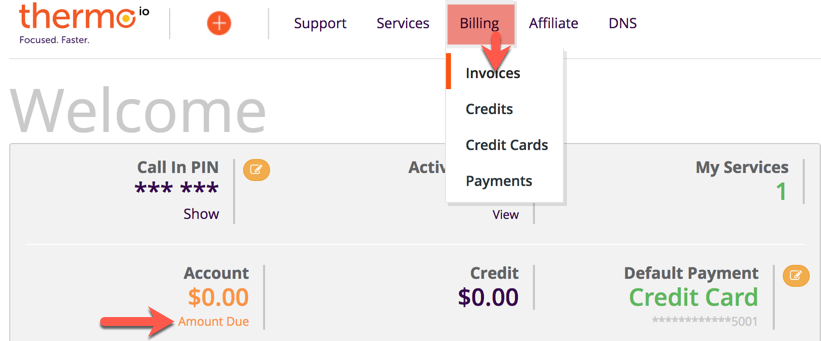 thermo io
Focused. Faster.
Support Services Billing Affiliate DNS
Invoices
Credits
Credit Cards
Payments
Welcome
Call In PIN
*** ***
Show
Activ
View
My Services
1
Account
$0.00
Amount Due
Credit
$0.00
Default Payment
Credit Card
************5001